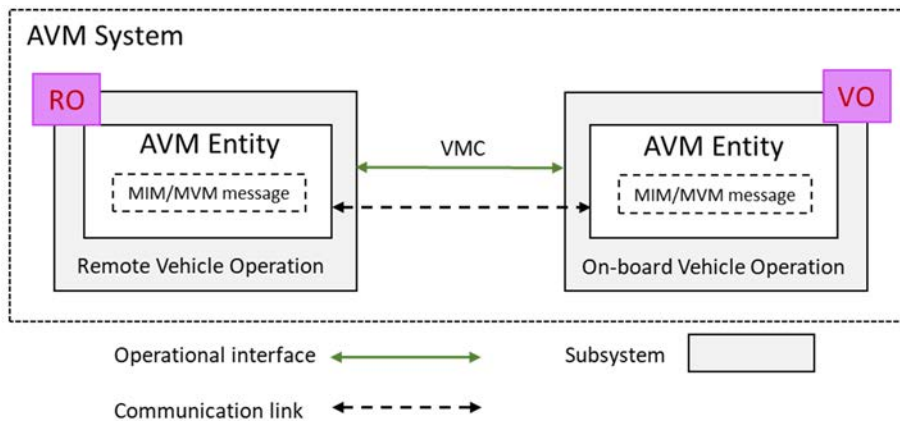 AVM System
RO
VO
AVM Entity
VMC
AVM Entity
MIM/MVM message
MIM/MVM message
Remote Vehicle Operation
On-board Vehicle Operation
Operational interface
Subsystem
Communication link